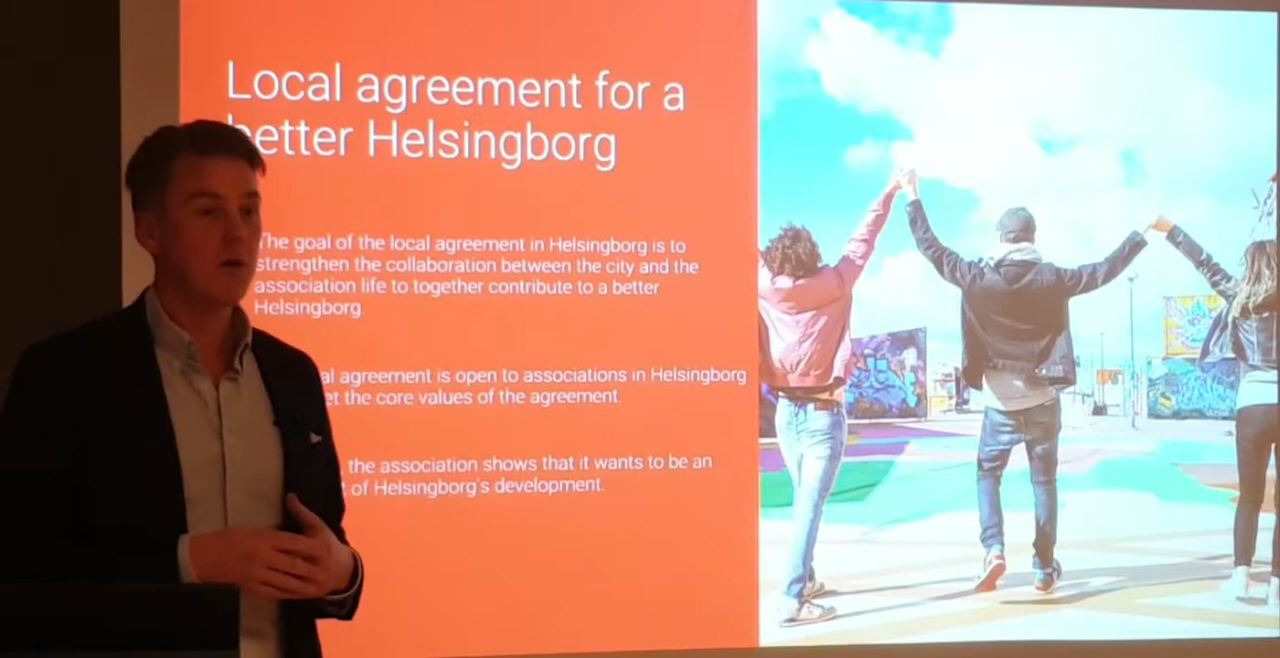 Local agreement for a
better Helsingborg
The goal of the local agreement in Helsingborg is to
strengthen the collaboration between the city and the
association life to together contribute to a better
Helsingborg.
agreement is open to associations in Helsingborg
the core values of the agreement.
the association shows that it wants to be an
of Helsingborg's development.